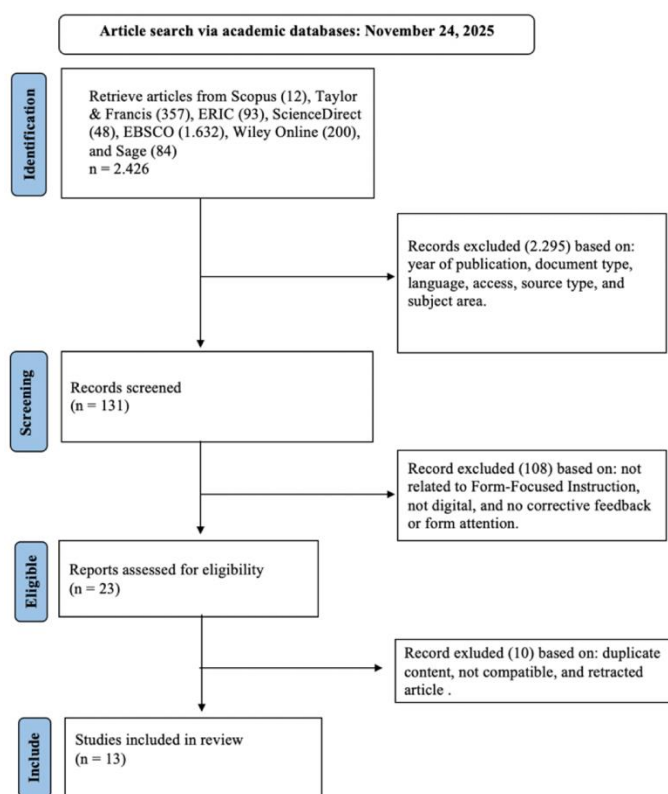 Article search via academic databases: November 24, 2025
Identification
Retrieve articles from Scopus (12), Taylor
& Francis (357), ERIC (93), ScienceDirect
(48), EBSCO (1.632), Wiley Online (200),
and Sage (84)
n = 2.426
Records excluded (2.295) based on:
year of publication, document type,
language, access, source type, and
subject area.
Screening
Records screened
(n = 131)
Record excluded (108) based on: not
related to Form-Focused Instruction,
not digital, and no corrective feedback
or form attention.
Eligible
Reports assessed for eligibility
(n = 23)
Record exluded (10) based on: duplicate
content, not compatible, and retracted
article .
Include
Studies included in review
(n = 13)